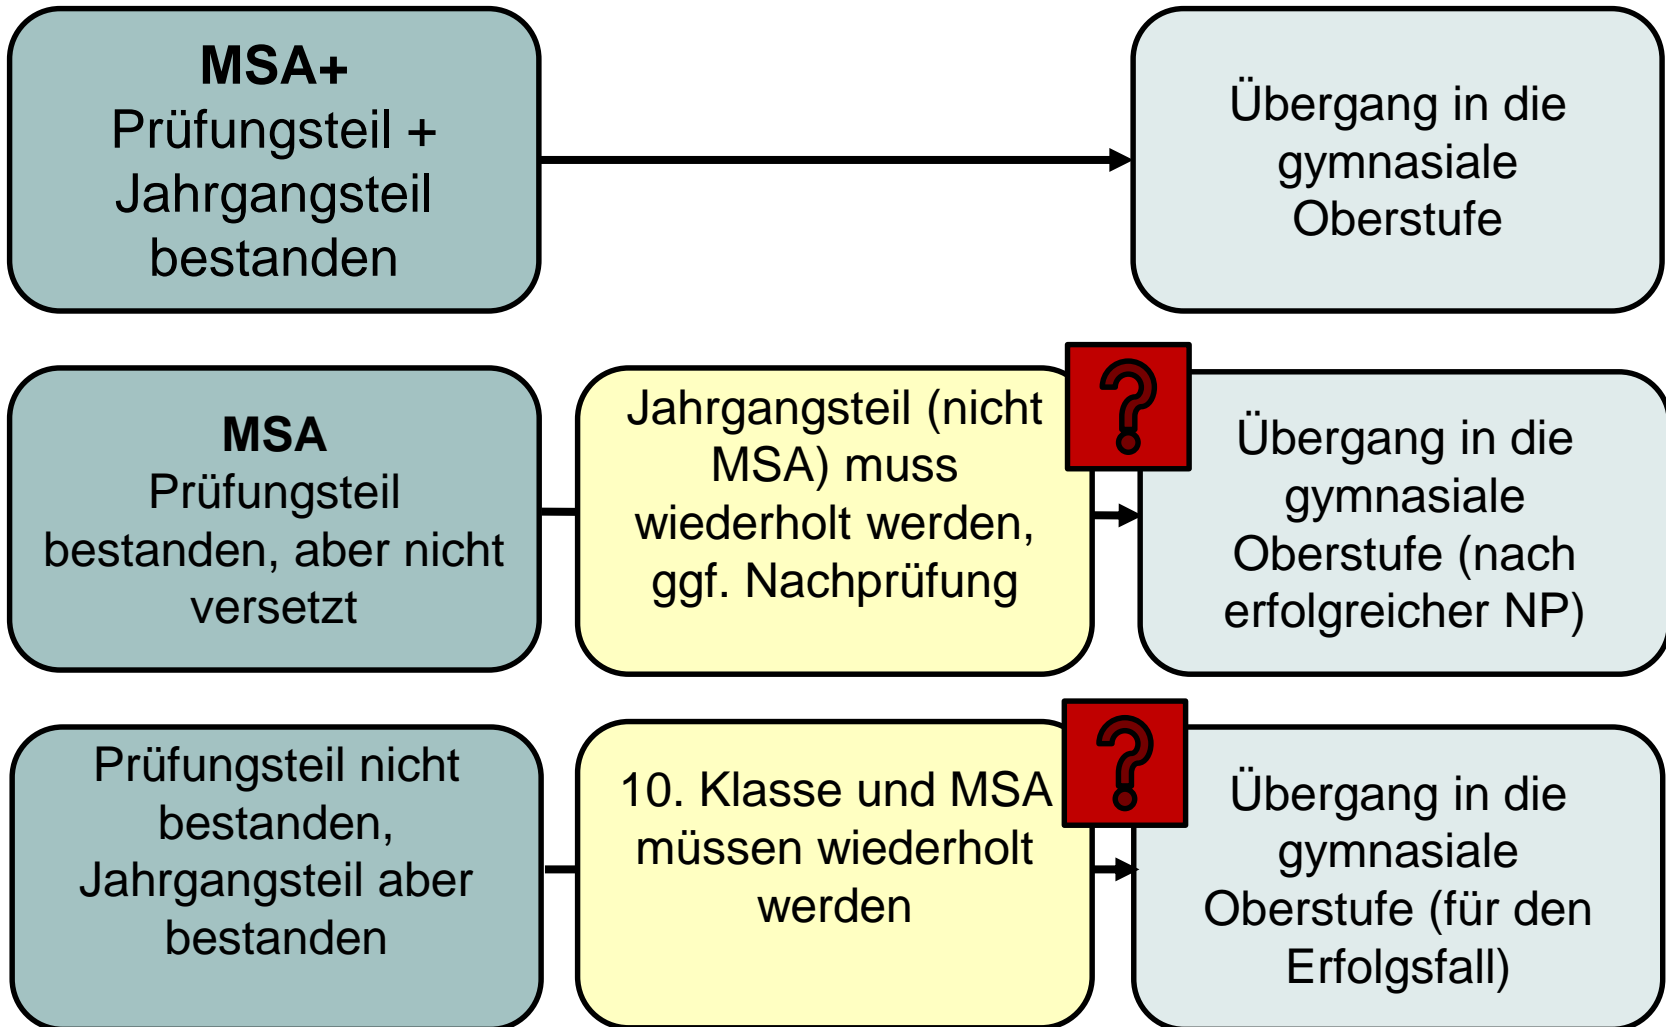 MSA+
Prüfungsteil +
Jahrgangsteil
bestanden
Übergang in die
gymnasiale
Oberstufe
MSA
Prüfungsteil
bestanden, aber nicht
versetzt
Jahrgangsteil (nicht
MSA) muss
wiederholt werden,
ggf. Nachprüfung
Übergang in die
gymnasiale
Oberstufe (nach
erfolgreicher NP)
Prüfungsteil nicht
bestanden,
Jahrgangsteil aber
bestanden
10. Klasse und MSA
müssen wiederholt
werden
Übergang in die
gymnasiale
Oberstufe (für den
Erfolgsfall)